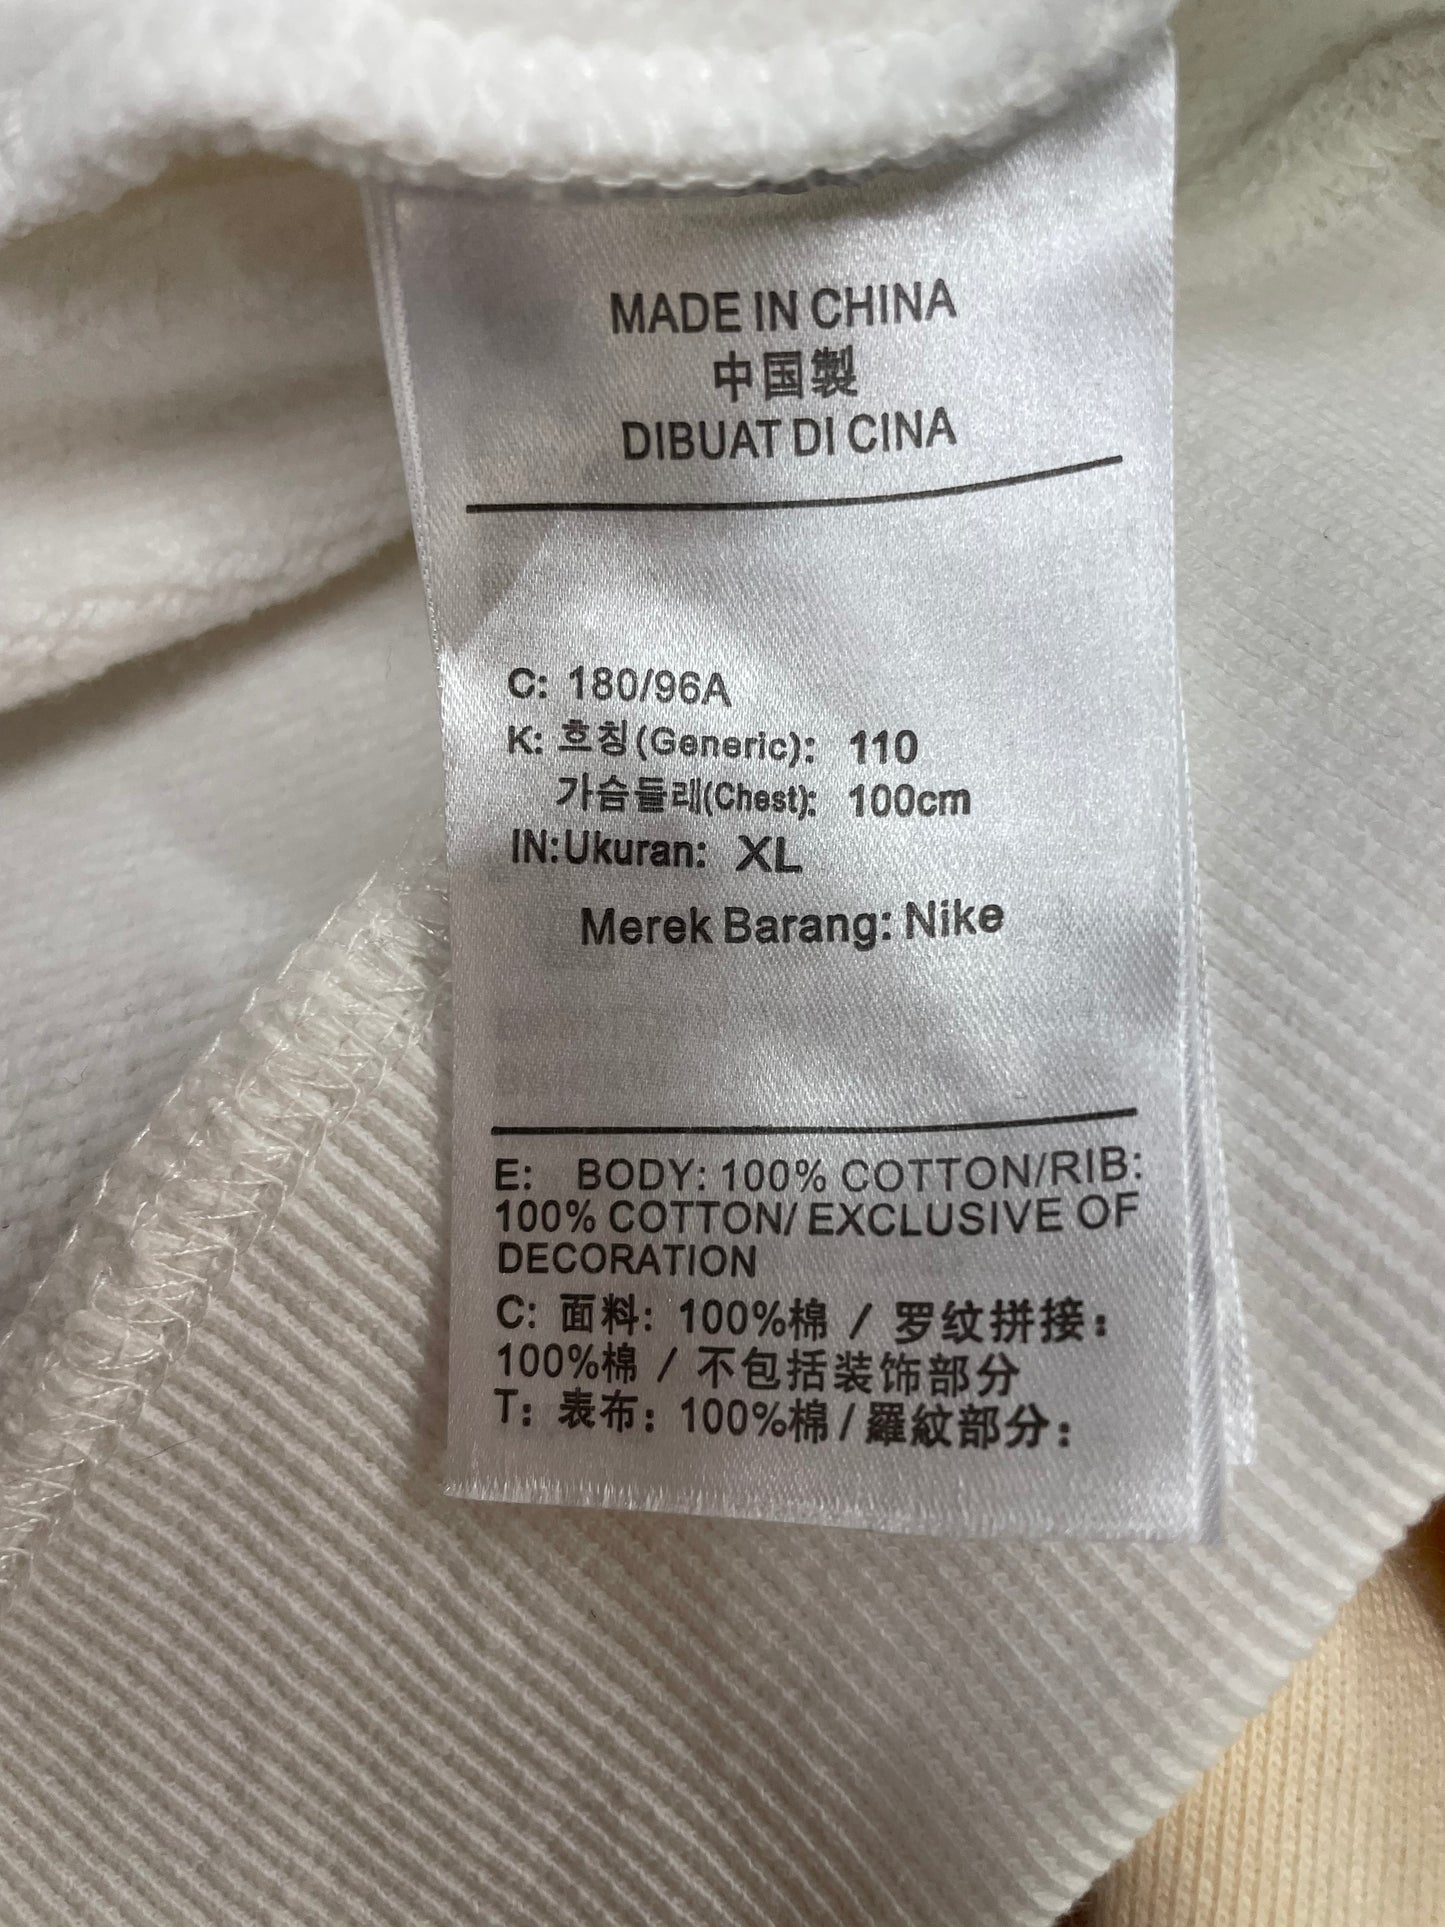 MADE IN CHINA
中国製
DIBUAT DI CINA
C: 180/96A
K: 흐칭(Generic): 110
가슴들레(Chest): 100cm
IN:Ukuran: XL
Merek Barang: Nike
E: BODY: 100% COTTON/RIB:
100% COTTON/ EXCLUSIVE OF
DECORATION
C: 面料: 100%棉 / 罗纹拼接:
100%棉 / 不包括装饰部分
T: 表布: 100%棉/羅紋部分: